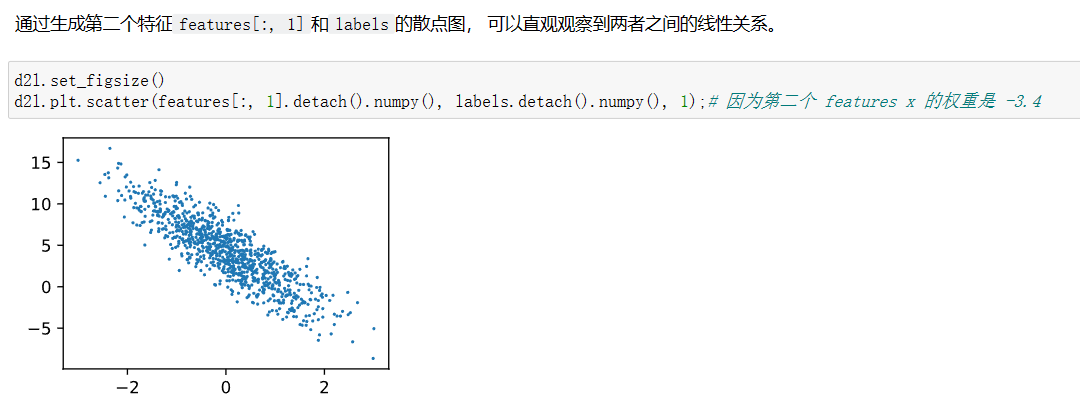 通过生成第二个特征 features[:, 1] 和 labels 的散点图， 可以直观观察到两者之间的线性关系。
d2l.set_figsize()
d2l.plt.scatter(features[:, 1].detach().numpy(), labels.detach().numpy(), 1);# 因为第二个 features x 的权重是 -3.4
15
10
5
0
−5
−2 0 2